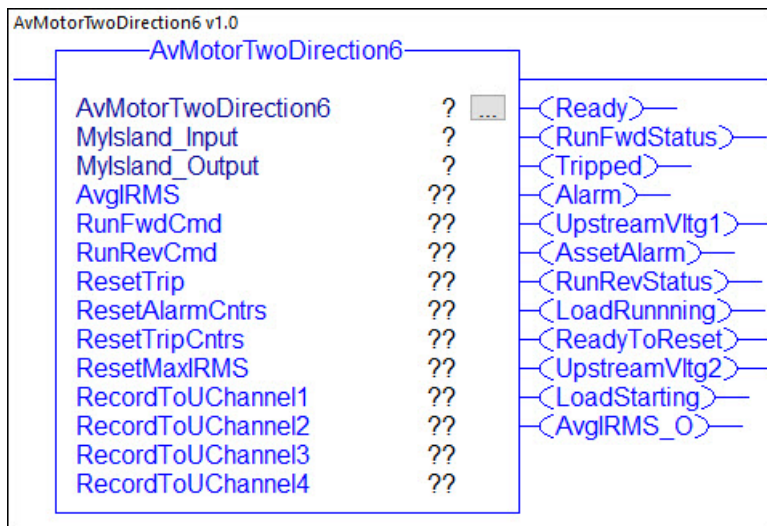 AvMotorTwoDirection6 v1.0
AvMotorTwoDirection6
AvMotorTwoDirection6 ? ... Ready
MyIsland_Input ? RunFwdStatus
MyIsland_Output ? Tripped
AvgIRMS ?? Alarm
RunFwdCmd ?? UpstreamVltg1
RunRevCmd ?? AssetAlarm
ResetTrip ?? RunRevStatus
ResetAlarmCntrs ?? LoadRunnning
ResetTripCntrs ?? ReadyToReset
ResetMaxIRMS ?? UpstreamVltg2
RecordToUChannel1 ?? LoadStarting
RecordToUChannel2 ?? AvgIRMS_O
RecordToUChannel3 ??
RecordToUChannel4 ??